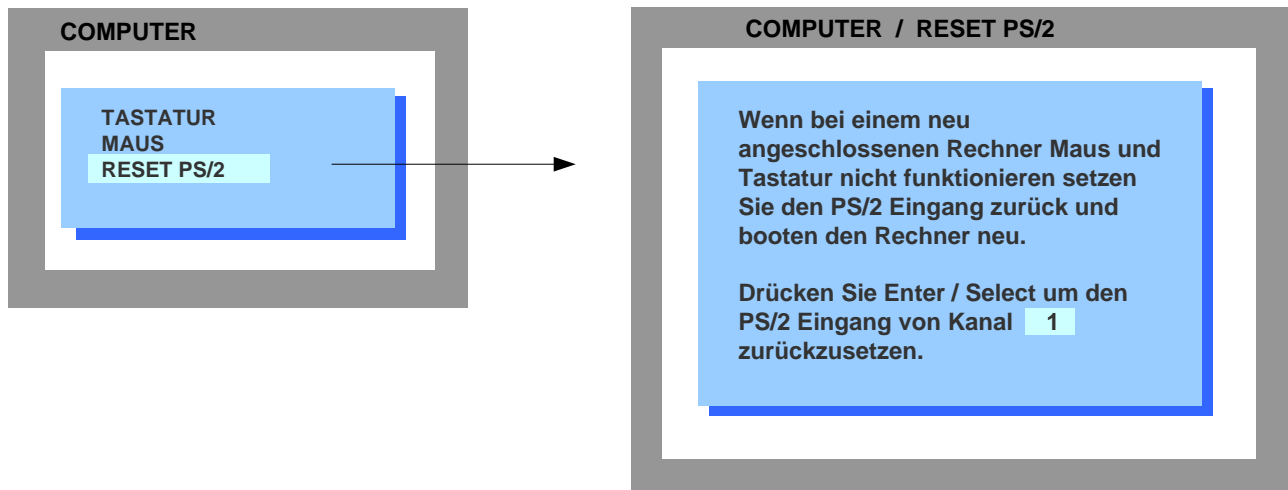 COMPUTER
TASTATUR
MAUS
RESET PS/2
COMPUTER / RESET PS/2
Wenn bei einem neu
angeschlossenen Rechner Maus und
Tastatur nicht funktionieren setzen
Sie den PS/2 Eingang zurück und
booten den Rechner neu.
Drücken Sie Enter / Select um den
PS/2 Eingang von Kanal 1
zurückzusetzen.